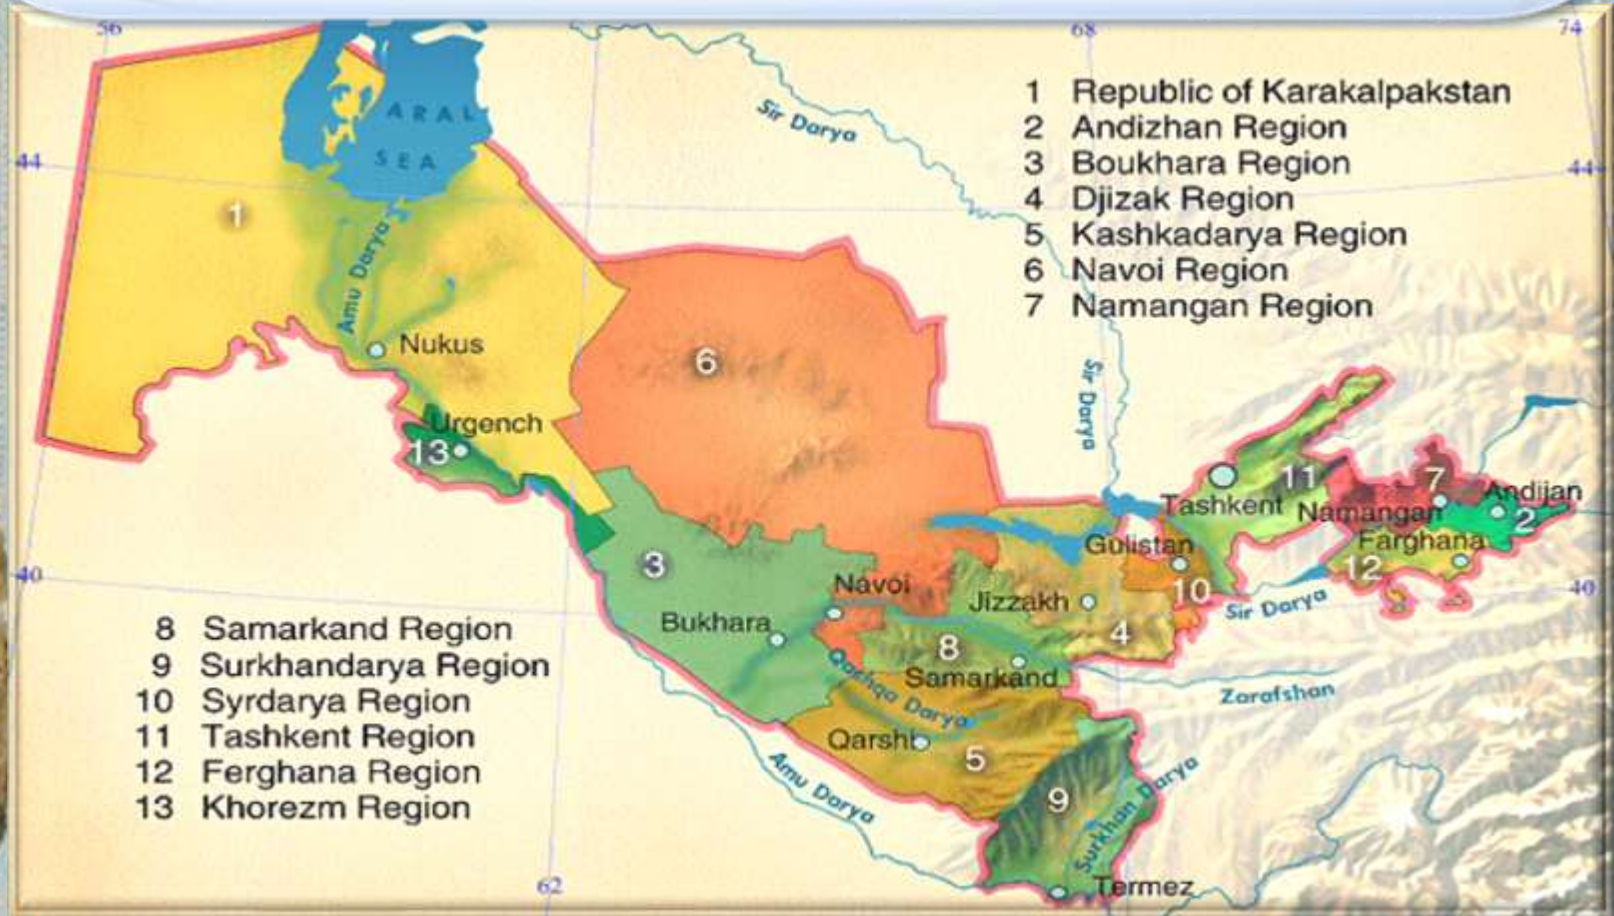 56
68
74
ARAL
SEA
Sir Darya
1 Republic of Karakalpakstan
2 Andizhan Region
3 Boukhara Region
4 Djizak Region
5 Kashkadarya Region
6 Navoi Region
7 Namangan Region
44
44
1
Amu Darya
Nukus
6
Sir Darya
Urgench
13
11
7
Tashkent
Namangan
Andijan
2
Gulistan
Farghana
12
3
40
Navoi
Jizzakh
10
Sir Darya
40
Bukhara
4
8
Samarkand
Zarafshan
Qachqa Darya
Qarshi
5
Amu Darya
9
Surkhan Darya
Termez
62
8 Samarkand Region
9 Surkhandarya Region
10 Syrdarya Region
11 Tashkent Region
12 Ferghana Region
13 Khorezm Region